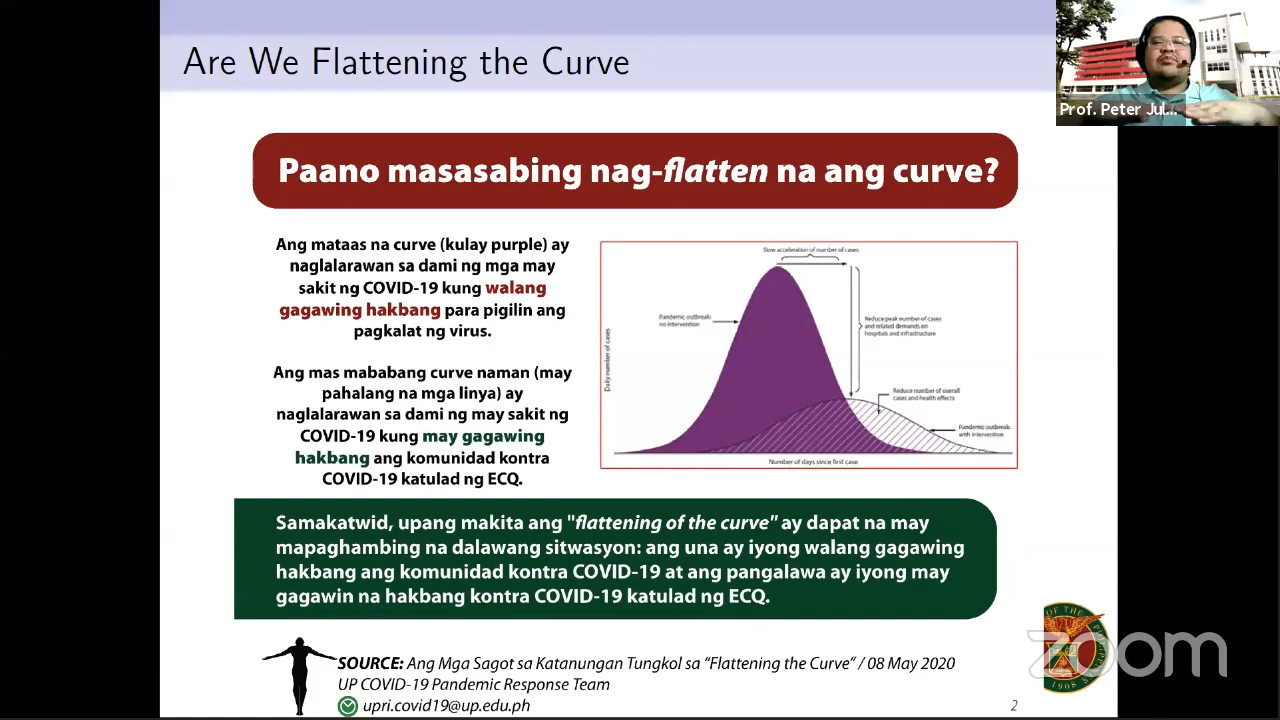 Are We Flattening the Curve
Prof. Peter Jul...
Paano masasabing nag-flatten na ang curve?
Ang mataas na curve (kulay purple) ay
naglalarawan sa dami ng mga may
sakit ng COVID-19 kung walang
gagawing hakbang para pigilin ang
pagkalat ng virus.
Ang mas mababang curve naman (may
pahalang na mga linya) ay
naglalarawan sa dami ng may sakit ng
COVID-19 kung may gagawing
hakbang ang komunidad kontra
COVID-19 katulad ng ECQ.
Slow acceleration of number of cases
Pandemic outbreak:
no intervention
Reduce peak number of cases
and related demands on
hospitals and infrastructure
Daily number of cases
Reduce number of overall
cases and health effects
Pandemic outbreak:
with intervention
Number of days since first case
Samakatwid, upang makita ang "flattening of the curve" ay dapat na may
mapaghambing na dalawang sitwasyon: ang una ay iyong walang gagawing
hakbang ang komunidad kontra COVID-19 at ang pangalawa ay iyong may
gagawin na hakbang kontra COVID-19 katulad ng ECQ.
SOURCE: Ang Mga Sagot sa Katanungan Tungkol sa “Flattening the Curve” / 08 May 2020
UP COVID-19 Pandemic Response Team
upri.covid19@up.edu.ph
2
OF THE
1908
zoom